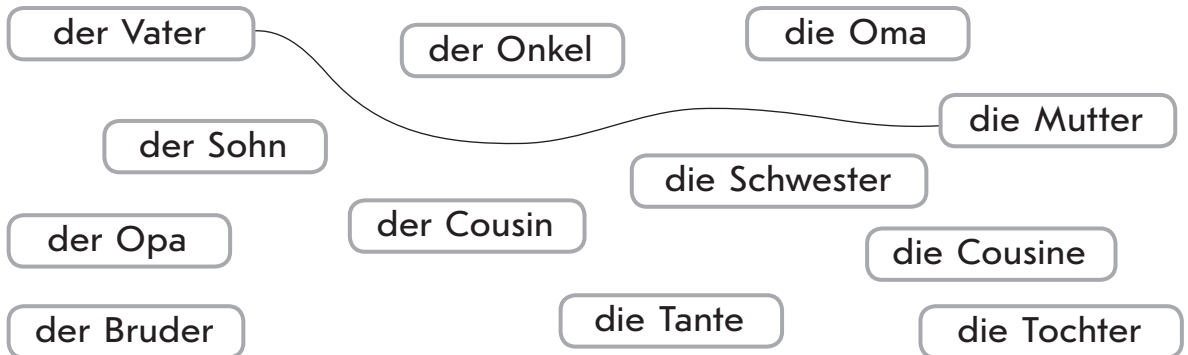 der Vater
der Onkel
die Oma
die Mutter
der Sohn
die Schwester
der Cousin
der Opa
die Cousine
die Tante
der Bruder
die Tochter